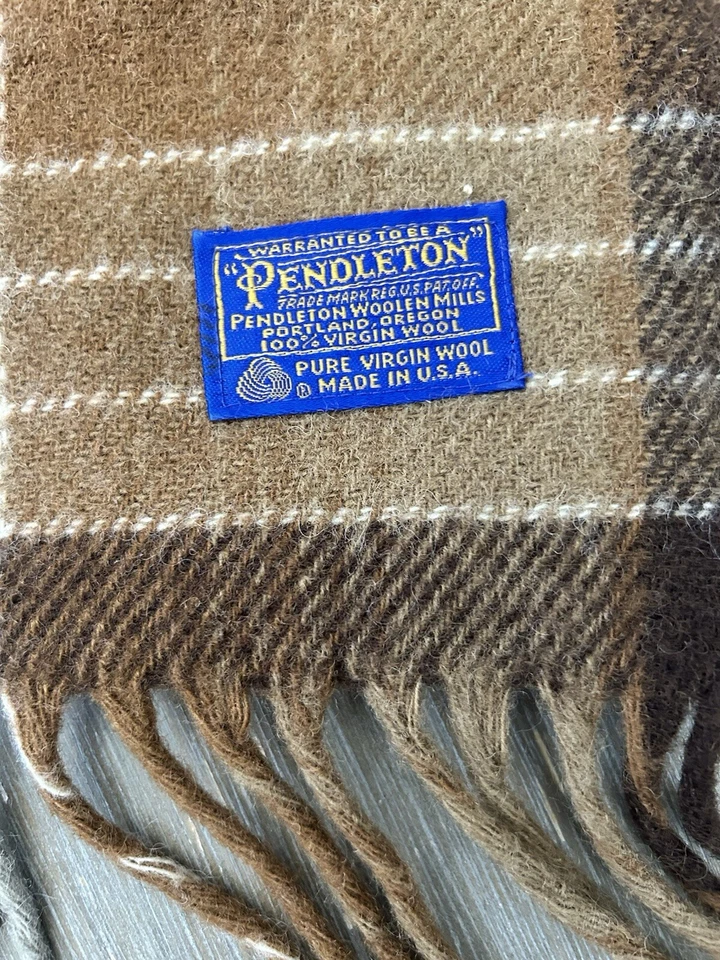 WARRANTED TO BE A
"PENDLETON"
TRADE MARK REG. U.S. PAT. OFF.
PENDLETON WOOLEN MILLS
PORTLAND, OREGON
100% VIRGIN WOOL
PURE VIRGIN WOOL
® MADE IN U.S.A.